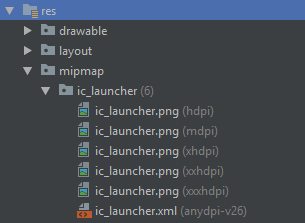 res
drawable
layout
mipmap
ic_launcher (6)
ic_launcher.png (hdpi)
ic_launcher.png (mdpi)
ic_launcher.png (xhdpi)
ic_launcher.png (xxhdpi)
ic_launcher.png (xxxhdpi)
ic_launcher.xml (anydpi-v26)